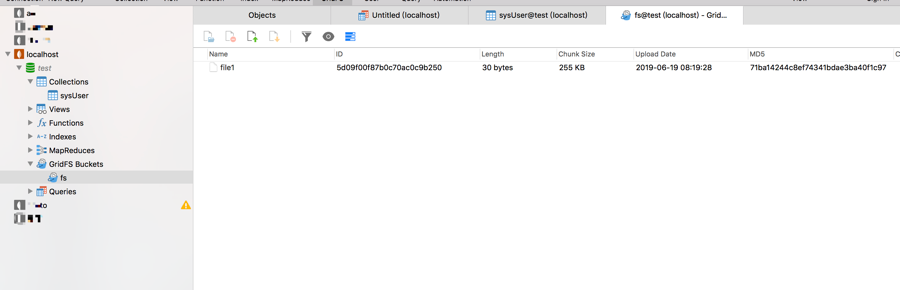 Objects
Untitled (localhost)
sysUser@test (localhost)
fs@test (localhost) - Grid...
Name ID Length Chunk Size Upload Date MD5
file1 5d09f00f87b0c70ac0c9b250 30 bytes 255 KB 2019-06-19 08:19:28 71ba14244c8ef74341bdae3ba40f1c97
localhost
test
Collections
sysUser
Views
Functions
Indexes
MapReduces
GridFS Buckets
fs
Queries